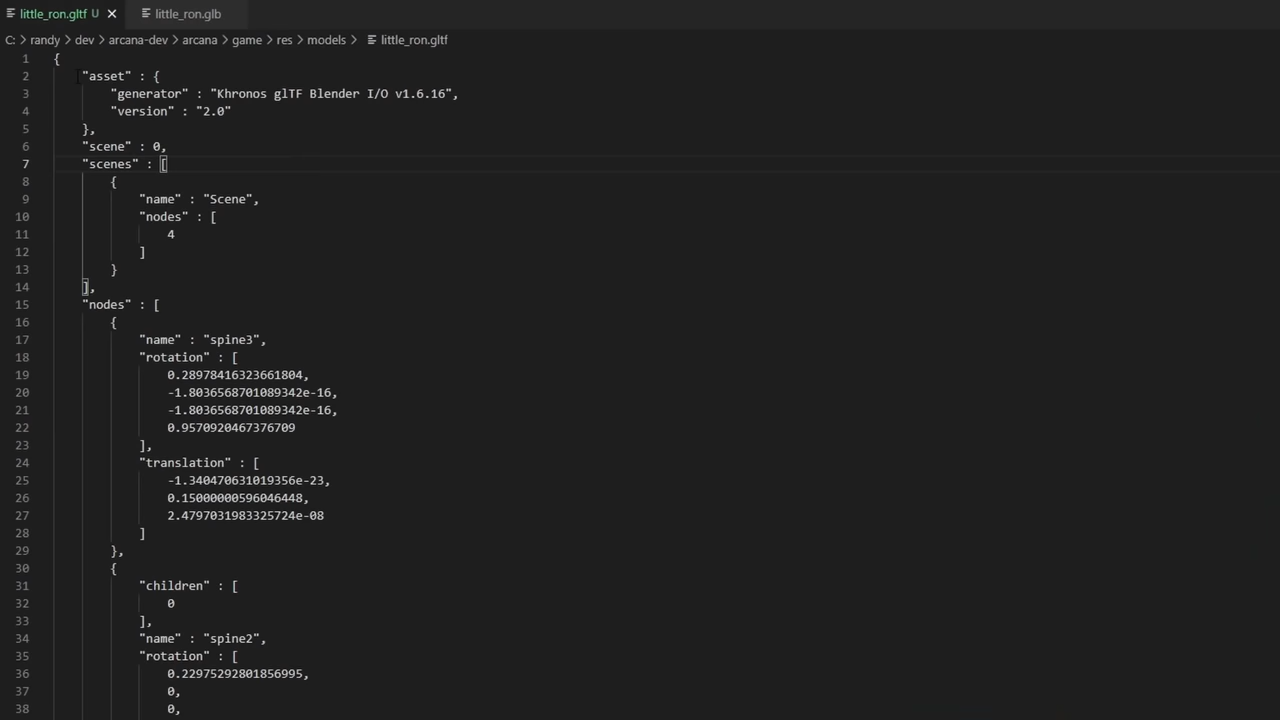 little_ron.gltf U
little_ron.glb
C: > randy > dev > arcana-dev > arcana > game > res > models > little_ron.gltf
1 {
2 "asset" : {
3 "generator" : "Khronos glTF Blender I/O v1.6.16",
4 "version" : "2.0"
5 },
6 "scene" : 0,
7 "scenes" : [
8 {
9 "name" : "Scene",
10 "nodes" : [
11 4
12 ]
13 }
14 ],
15 "nodes" : [
16 {
17 "name" : "spine3",
18 "rotation" : [
19 0.28978416323661804,
20 -1.8036568701089342e-16,
21 -1.8036568701089342e-16,
22 0.9570920467376709
23 ],
24 "translation" : [
25 -1.340470631019356e-23,
26 0.15000000596046448,
27 2.4797031983325724e-08
28 ]
29 },
30 {
31 "children" : [
32 0
33 ],
34 "name" : "spine2",
35 "rotation" : [
36 0.22975292801856995,
37 0,
38 0,